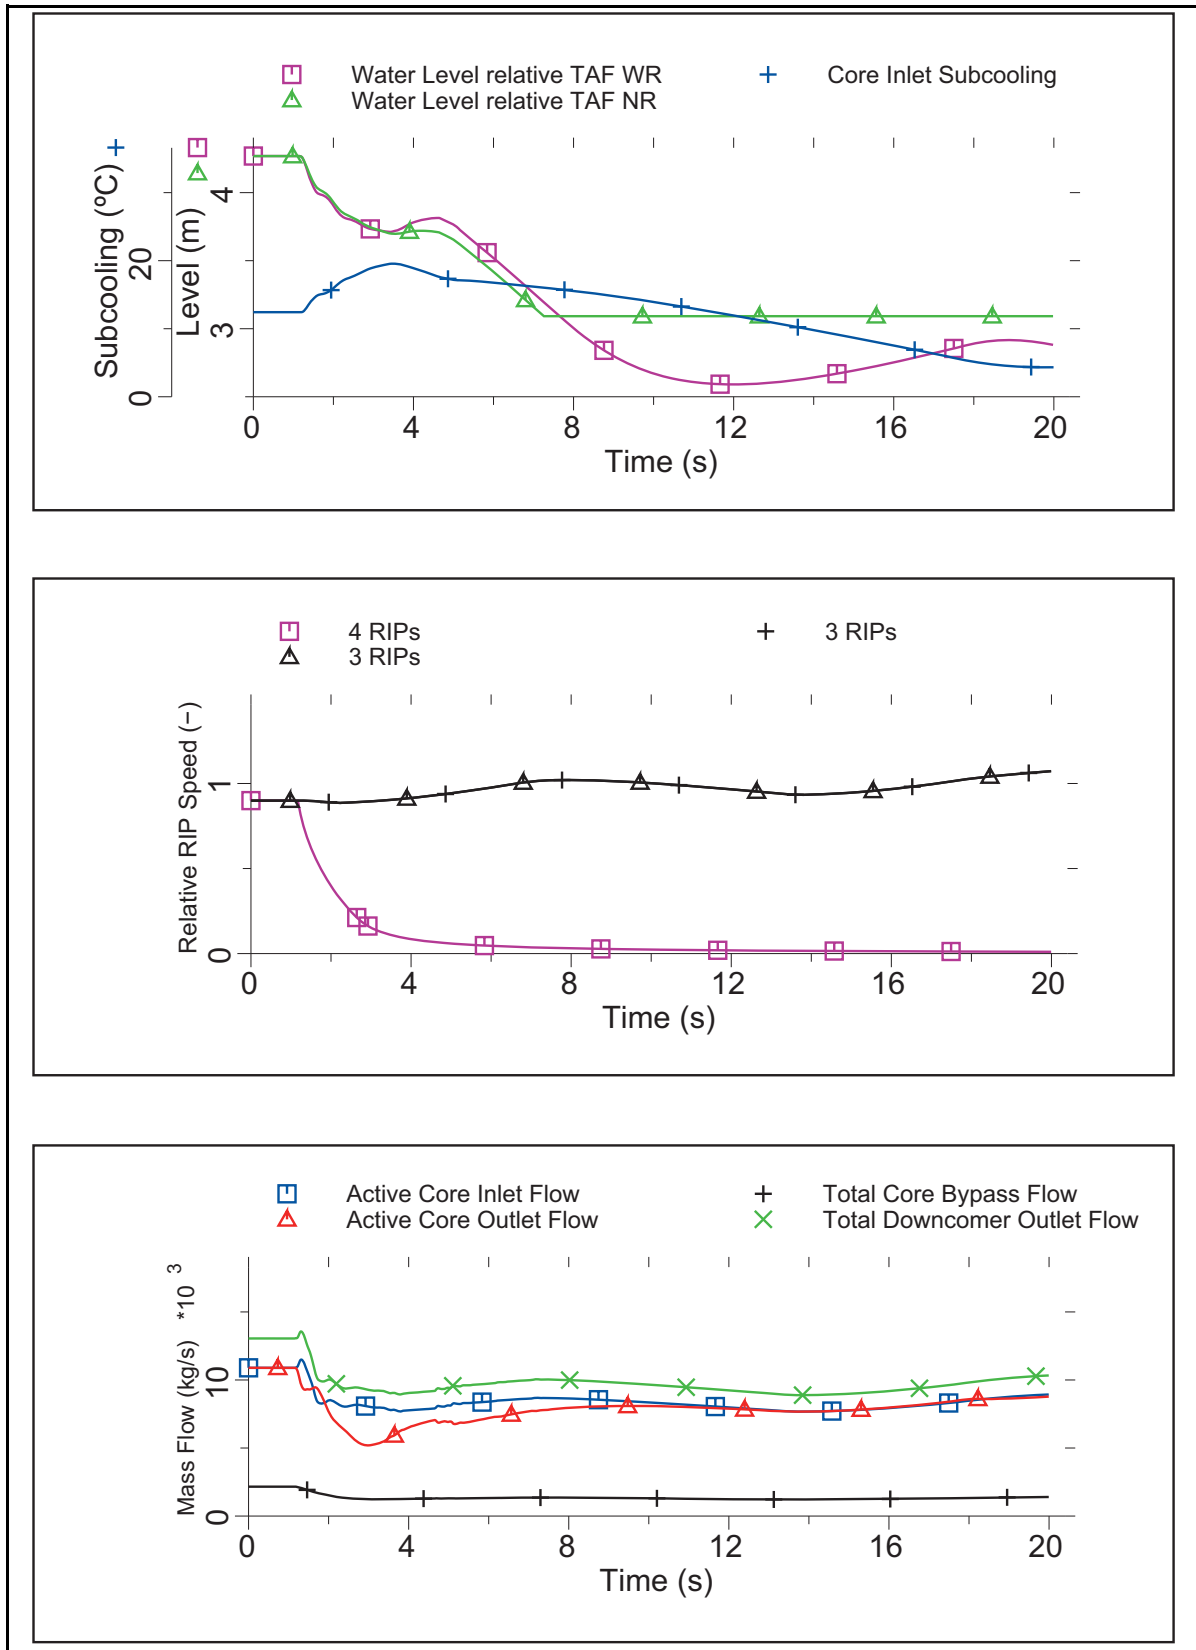 Water Level relative TAF WR
Core Inlet Subcooling
Water Level relative TAF NR
Subcooling (ºC)
Level (m)
20
0
4
3
0 4 8 12 16 20
Time (s)
4 RIPs
3 RIPs
3 RIPs
Relative RIP Speed (−)
1
0
0 4 8 12 16 20
Time (s)
Active Core Inlet Flow
Total Core Bypass Flow
Active Core Outlet Flow
Total Downcomer Outlet Flow
Mass Flow (kg/s) *10 3
10
0
0 4 8 12 16 20
Time (s)